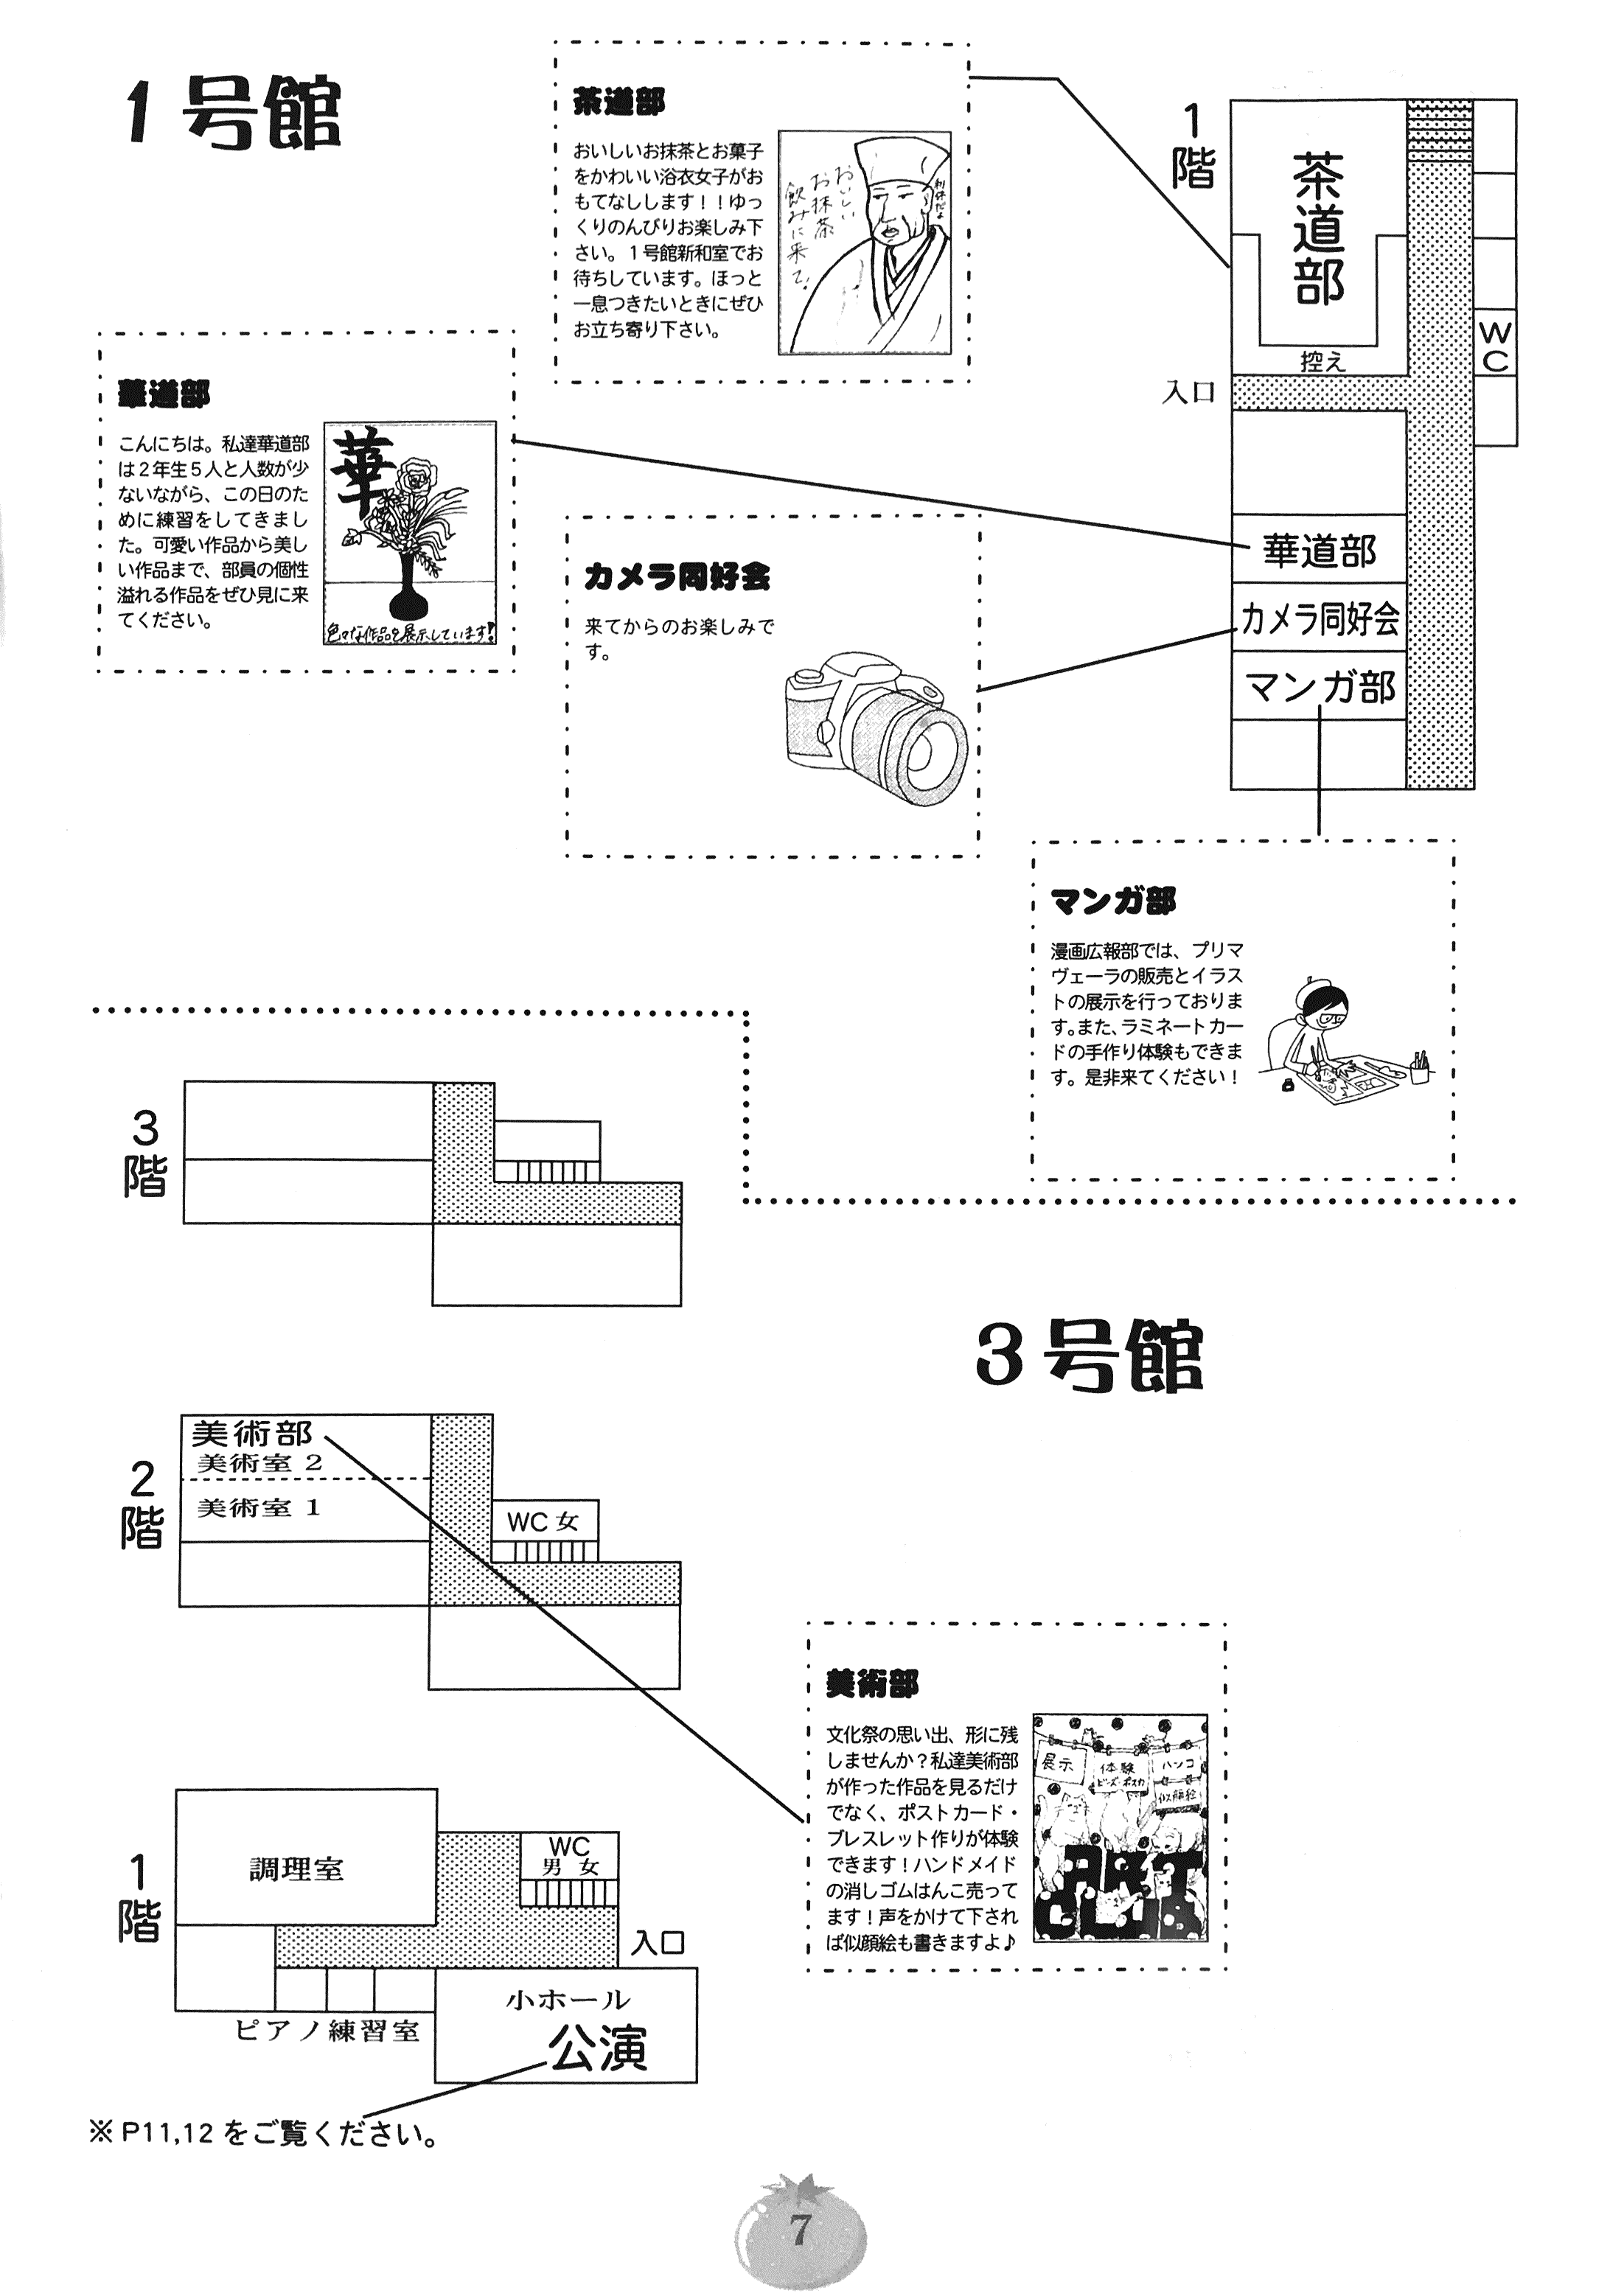 1号館
茶道部
おいしいお抹茶とお菓子
をかわいい浴衣女子がお
もてなしします！！ゆっ
くりのんびりお楽しみ下
さい。１号館新和室でお
待ちしています。ほっと
一息つきたいときにぜひ
お立ち寄り下さい。
利休だよ
おいしい
お抹茶
飲みに来て!
1階
茶道部
控え
WC
入口
華道部
カメラ同好会
マンガ部
華道部
こんにちは。私達華道部
は２年生５人と人数が少
ないながら、この日のた
めに練習をしてきまし
た。可愛い作品から美し
い作品まで、部員の個性
溢れる作品をぜひ見に来
てください。
華
色々な作品を展示しています!
カメラ同好会
来てからのお楽しみで
す。
マンガ部
漫画広報部では、プリマ
ヴェーラの販売とイラス
トの展示を行っておりま
す。また、ラミネートカー
ドの手作り体験もできま
す。是非来てください！
3階
3号館
2階
美術部
美術室 2
美術室 1
WC 女
美術部
文化祭の思い出、形に残
しませんか？私達美術部
が作った作品を見るだけ
でなく、ポストカード・
ブレスレット作りが体験
できます！ハンドメイド
の消しゴムはんこ売って
ます！声をかけて下され
ば似顔絵も書きますよ♪
展示
体験
ビーズ・ポスカ
ハンコ
似顔絵
ART
CLUB
1階
調理室
WC
男 女
入口
小ホール
公演
ピアノ練習室
※P11,12 をご覧ください。
7